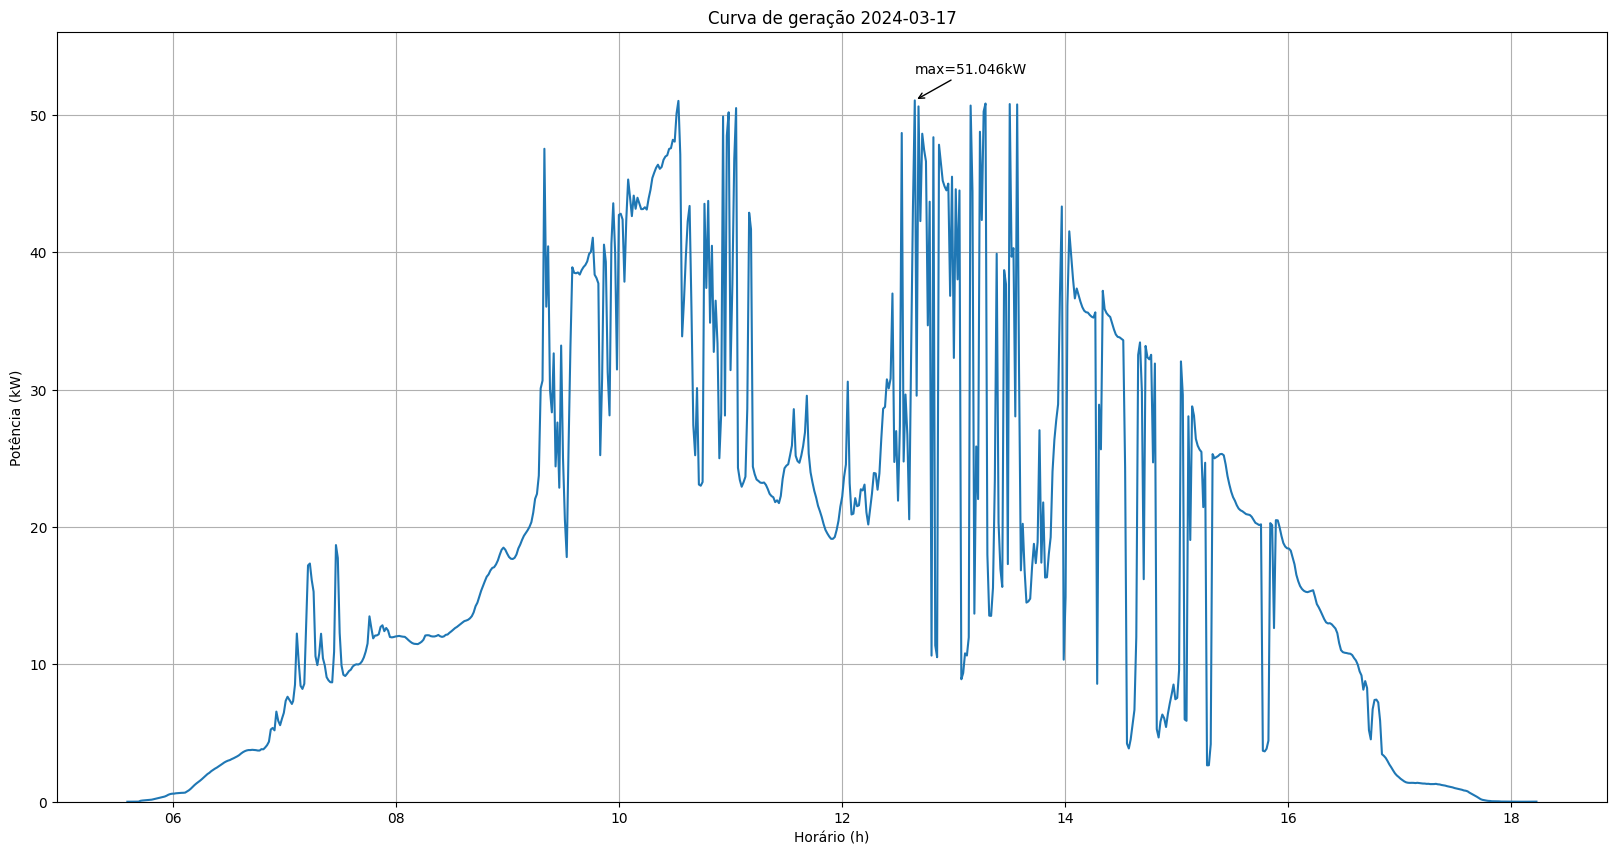 Curva de geração 2024-03-17
max=51.046kW
Potência (kW)
50
40
30
20
10
0
06 08 10 12 14 16 18
Horário (h)